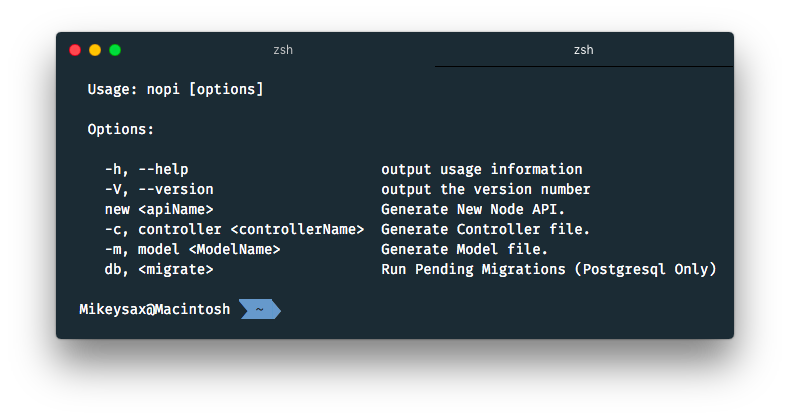 zsh zsh
Usage: nopi [options]
Options:
-h, --help output usage information
-V, --version output the version number
new <apiName> Generate New Node API.
-c, controller <controllerName> Generate Controller file.
-m, model <ModelName> Generate Model file.
db, <migrate> Run Pending Migrations (Postgresql Only)
Mikeysax@Macintosh ~